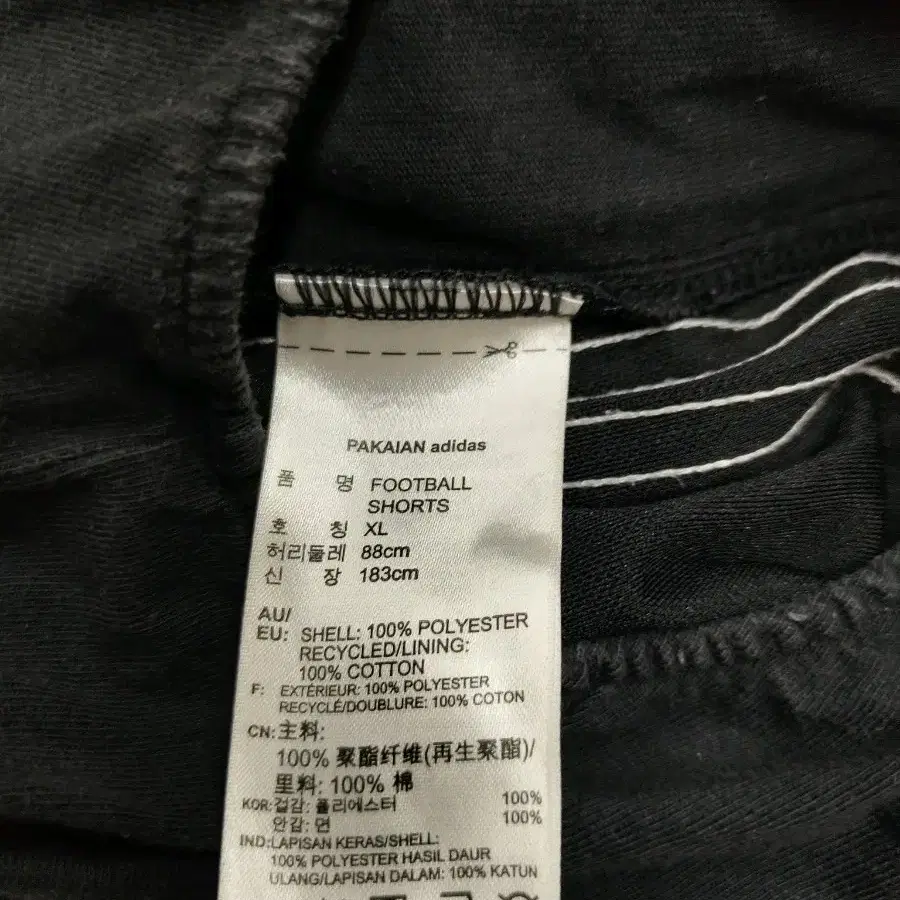 PAKAIAN adidas
품 명 FOOTBALL
SHORTS
호 칭 XL
허리둘레 88cm
신 장 183cm
AU/
EU: SHELL: 100% POLYESTER
RECYCLED/LINING:
100% COTTON
F: EXTÉRIEUR: 100% POLYESTER
RECYCLÉ/DOUBLURE: 100% COTON
CN: 主料:
100% 聚酯纤维(再生聚酯)/
里料: 100% 棉
KOR: 겉감: 폴리에스터 100%
안감: 면 100%
IND: LAPISAN KERAS/SHELL:
100% POLYESTER HASIL DAUR
ULANG/LAPISAN DALAM: 100% KATUN